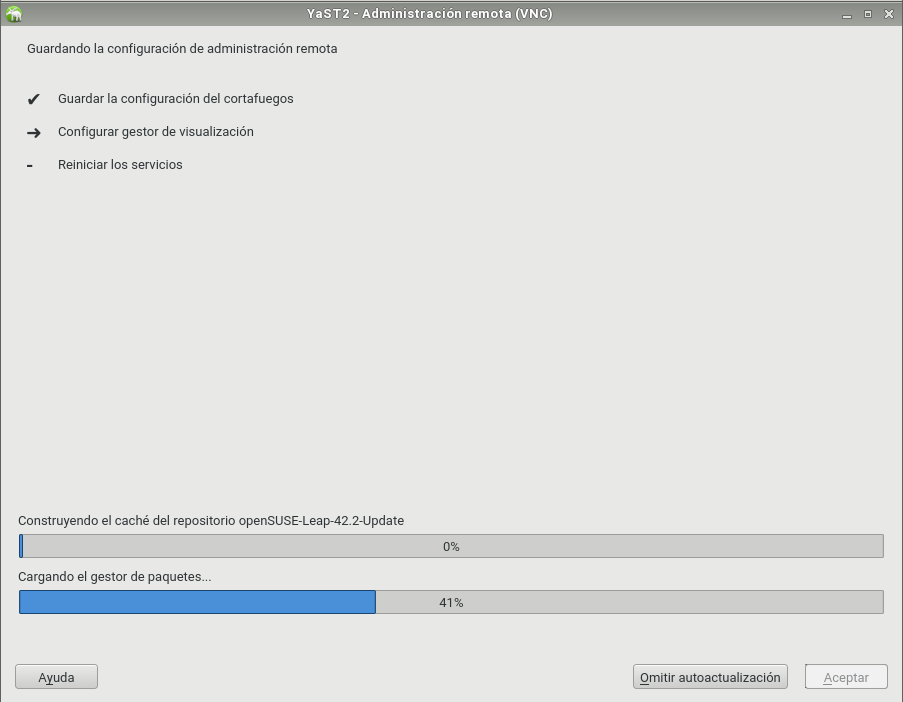 YaST2 - Administración remota (VNC)
Guardando la configuración de administración remota
✔ Guardar la configuración del cortafuegos
➔ Configurar gestor de visualización
- Reiniciar los servicios
Construyendo el caché del repositorio openSUSE-Leap-42.2-Update
0%
Cargando el gestor de paquetes...
41%
Ayuda Omitir autoactualización Aceptar